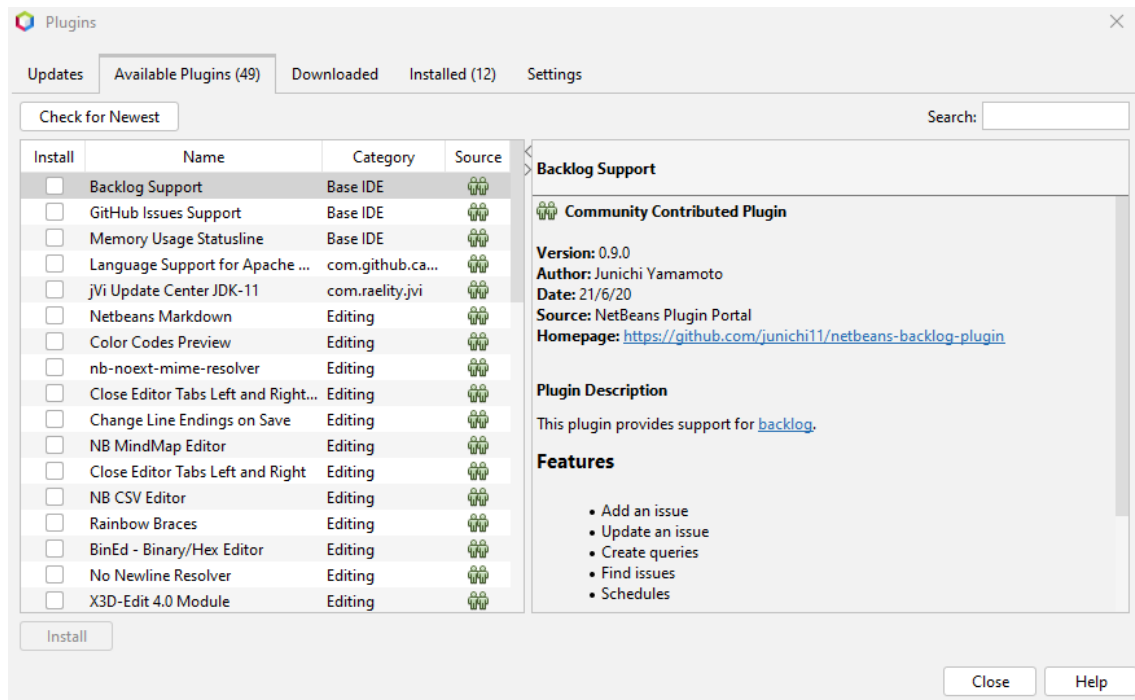 Plugins
Updates Available Plugins (49) Downloaded Installed (12) Settings
Check for Newest Search:
Install Name Category Source
Backlog Support Base IDE
GitHub Issues Support Base IDE
Memory Usage Statusline Base IDE
Language Support for Apache ... com.github.ca...
jVi Update Center JDK-11 com.raelity.jvi
Netbeans Markdown Editing
Color Codes Preview Editing
nb-noext-mime-resolver Editing
Close Editor Tabs Left and Right... Editing
Change Line Endings on Save Editing
NB MindMap Editor Editing
Close Editor Tabs Left and Right Editing
NB CSV Editor Editing
Rainbow Braces Editing
BinEd - Binary/Hex Editor Editing
No Newline Resolver Editing
X3D-Edit 4.0 Module Editing
Backlog Support
Community Contributed Plugin
Version: 0.9.0
Author: Junichi Yamamoto
Date: 21/6/20
Source: NetBeans Plugin Portal
Homepage: https://github.com/junichi11/netbeans-backlog-plugin
Plugin Description
This plugin provides support for backlog.
Features
• Add an issue
• Update an issue
• Create queries
• Find issues
• Schedules
Install
Close Help